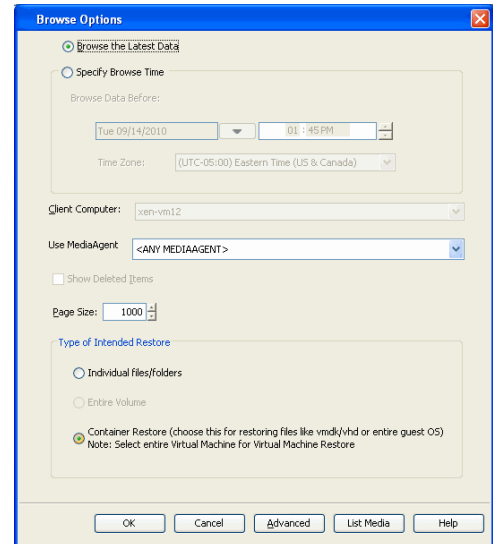 Browse Options
Browse the Latest Data
Specify Browse Time
Browse Data Before:
Tue 09/14/2010 01 : 45 PM
Time Zone: (UTC-05:00) Eastern Time (US & Canada)
Client Computer: xen-vm12
Use MediaAgent <ANY MEDIAAGENT>
Show Deleted Items
Page Size: 1000
Type of Intended Restore
Individual files/folders
Entire Volume
Container Restore (choose this for restoring files like vmdk/vhd or entire guest OS)
Note: Select entire Virtual Machine for Virtual Machine Restore
OK Cancel Advanced List Media Help